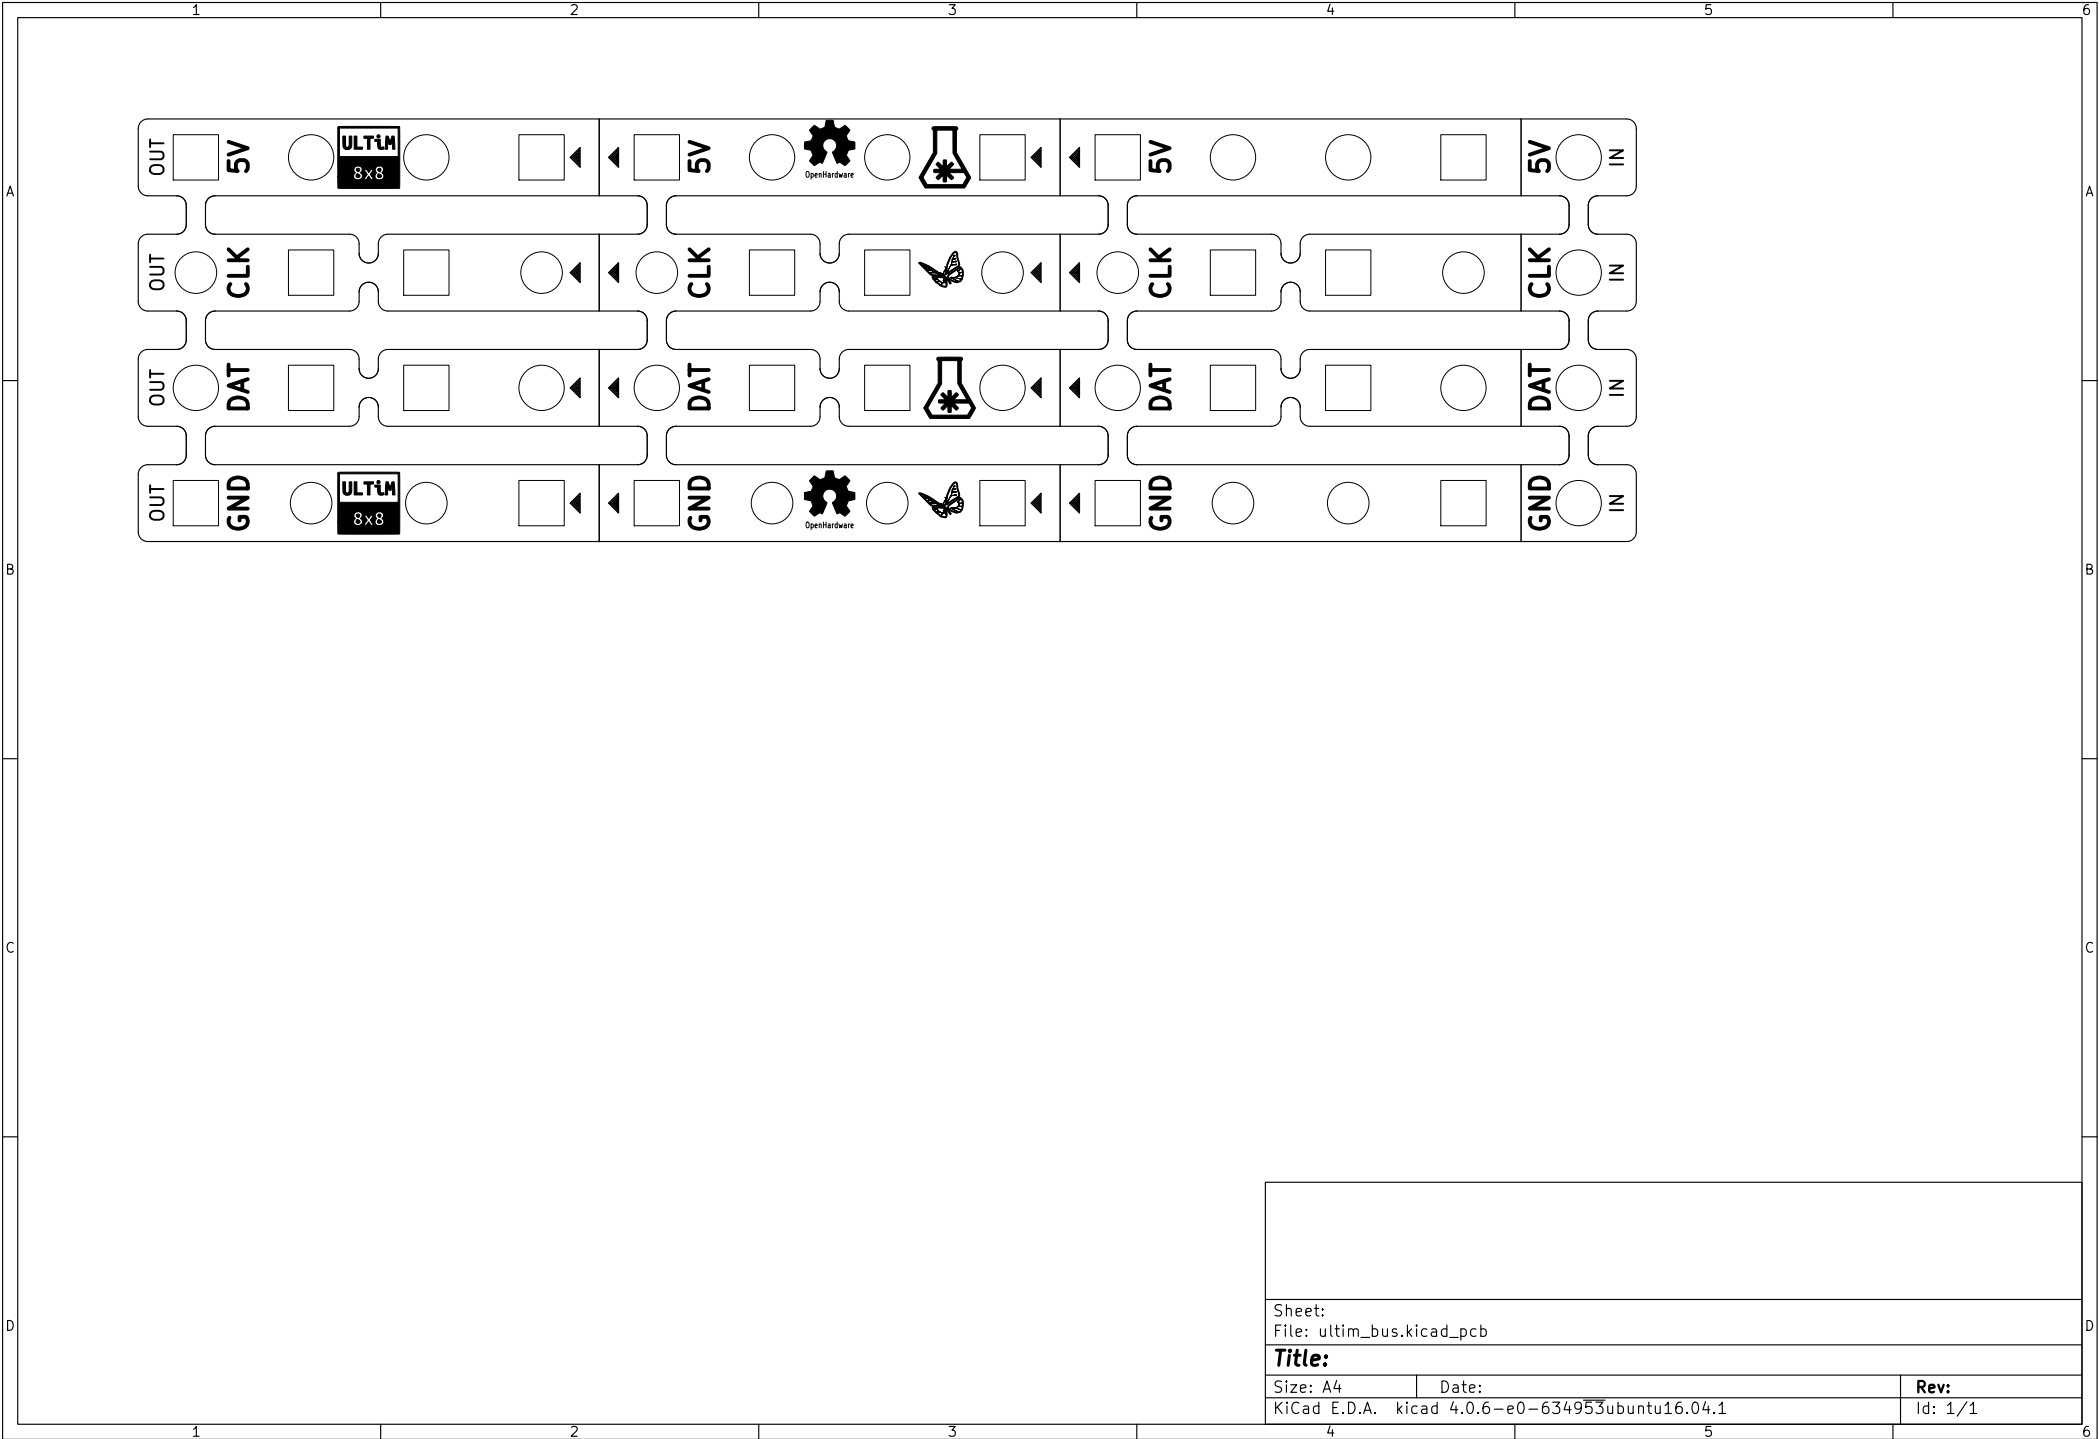 1 2 3 4 5 6
A A
OUT 5V ULTiM 5V OpenHardware 5V 5V IN
8x8
OUT CLK CLK CLK CLK IN
OUT DAT DAT DAT DAT IN
OUT GND ULTiM GND OpenHardware GND GND IN
8x8
B B
C C
D D
Sheet:
File: ultim_bus.kicad_pcb
Title:
Size: A4 Date: Rev:
KiCad E.D.A. kicad 4.0.6-e0-634953ubuntu16.04.1 Id: 1/1
1 2 3 4 5 6